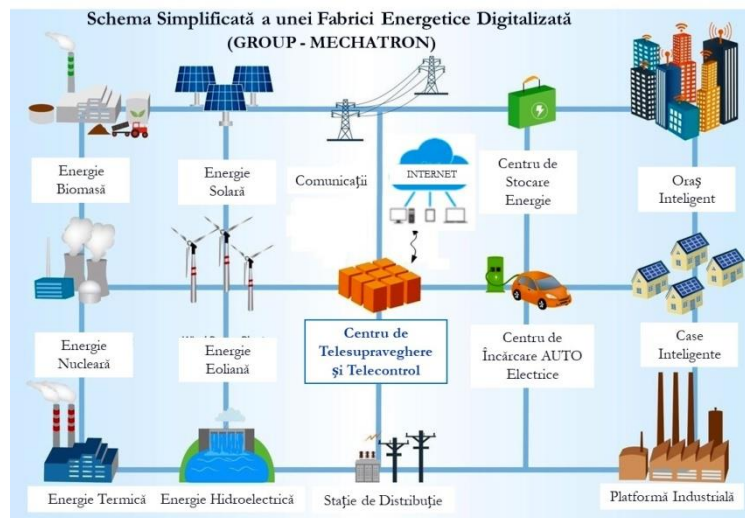 Schema Simplificată a unei Fabrici Energetice Digitalizată
(GROUP - MECHATRON)
Energie
Biomasă
Energie
Solară
Comunicații
INTERNET
Centru de
Stocare
Energie
Oraș
Inteligent
Energie
Nucleară
Energie
Eoliană
Centru de
Telesupraveghere
și Telecontrol
Centru de
Încărcare AUTO
Electrice
Case
Inteligente
Energie Termică
Energie Hidroelectrică
Stație de Distribuție
Platformă Industrială